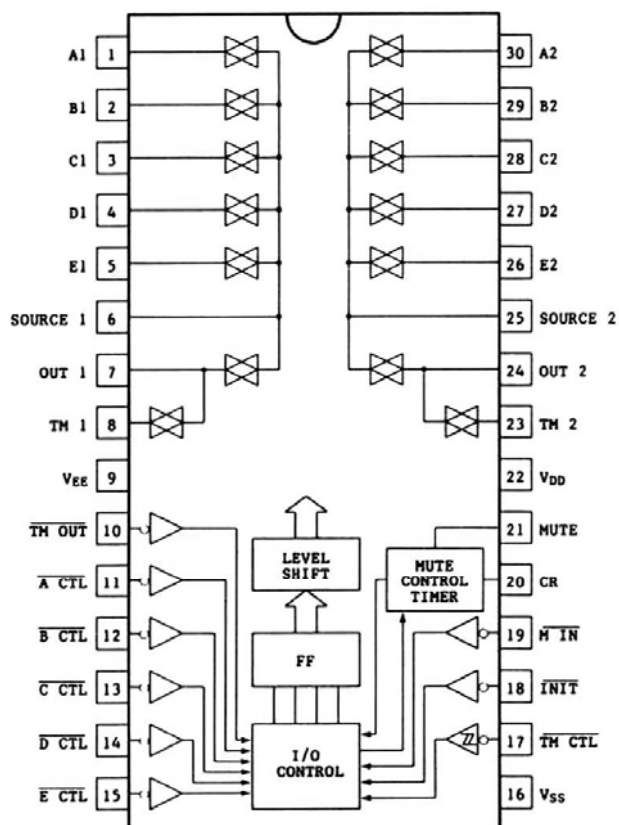 A1 1
B1 2
C1 3
D1 4
E1 5
SOURCE 1 6
OUT 1 7
TM 1 8
VEE 9
TM OUT 10
A CTL 11
B CTL 12
C CTL 13
D CTL 14
E CTL 15
30 A2
29 B2
28 C2
27 D2
26 E2
25 SOURCE 2
24 OUT 2
23 TM 2
22 VDD
21 MUTE
20 CR
19 M IN
18 INIT
17 TM CTL
16 VSS
LEVEL
SHIFT
FF
I/O
CONTROL
MUTE
CONTROL
TIMER